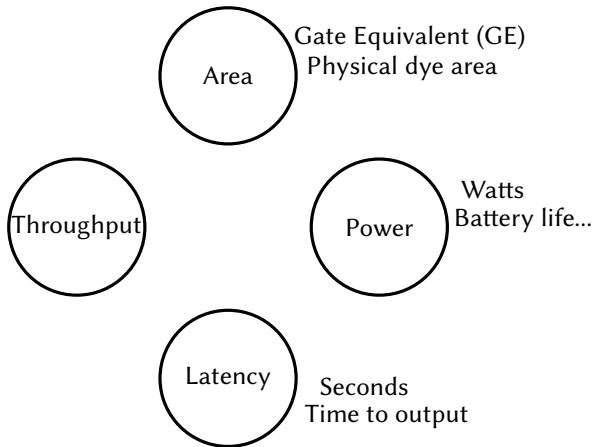 Gate Equivalent (GE)
Area
Physical dye area
Throughput
Power
Watts
Battery life...
Latency
Seconds
Time to output